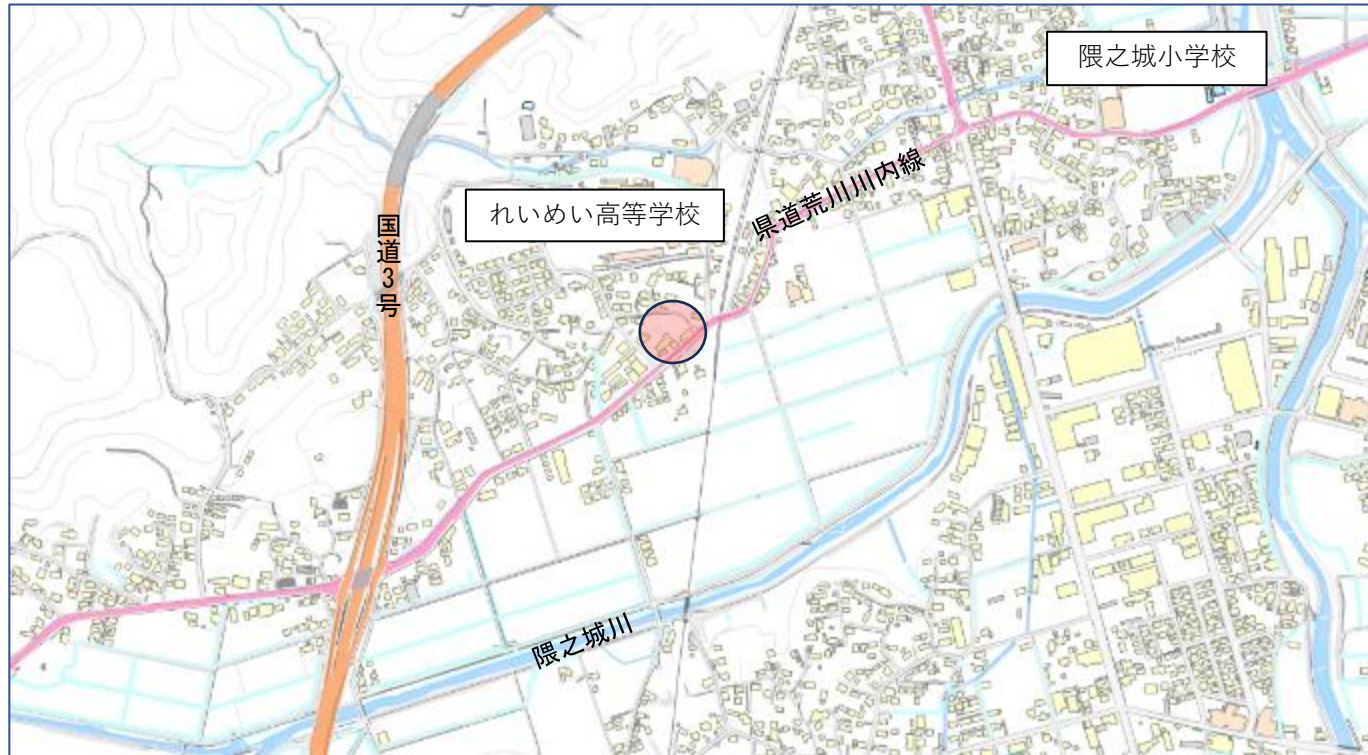 隈之城小学校
れいめい高等学校
県道荒川川内線
国道3号
隈之城川